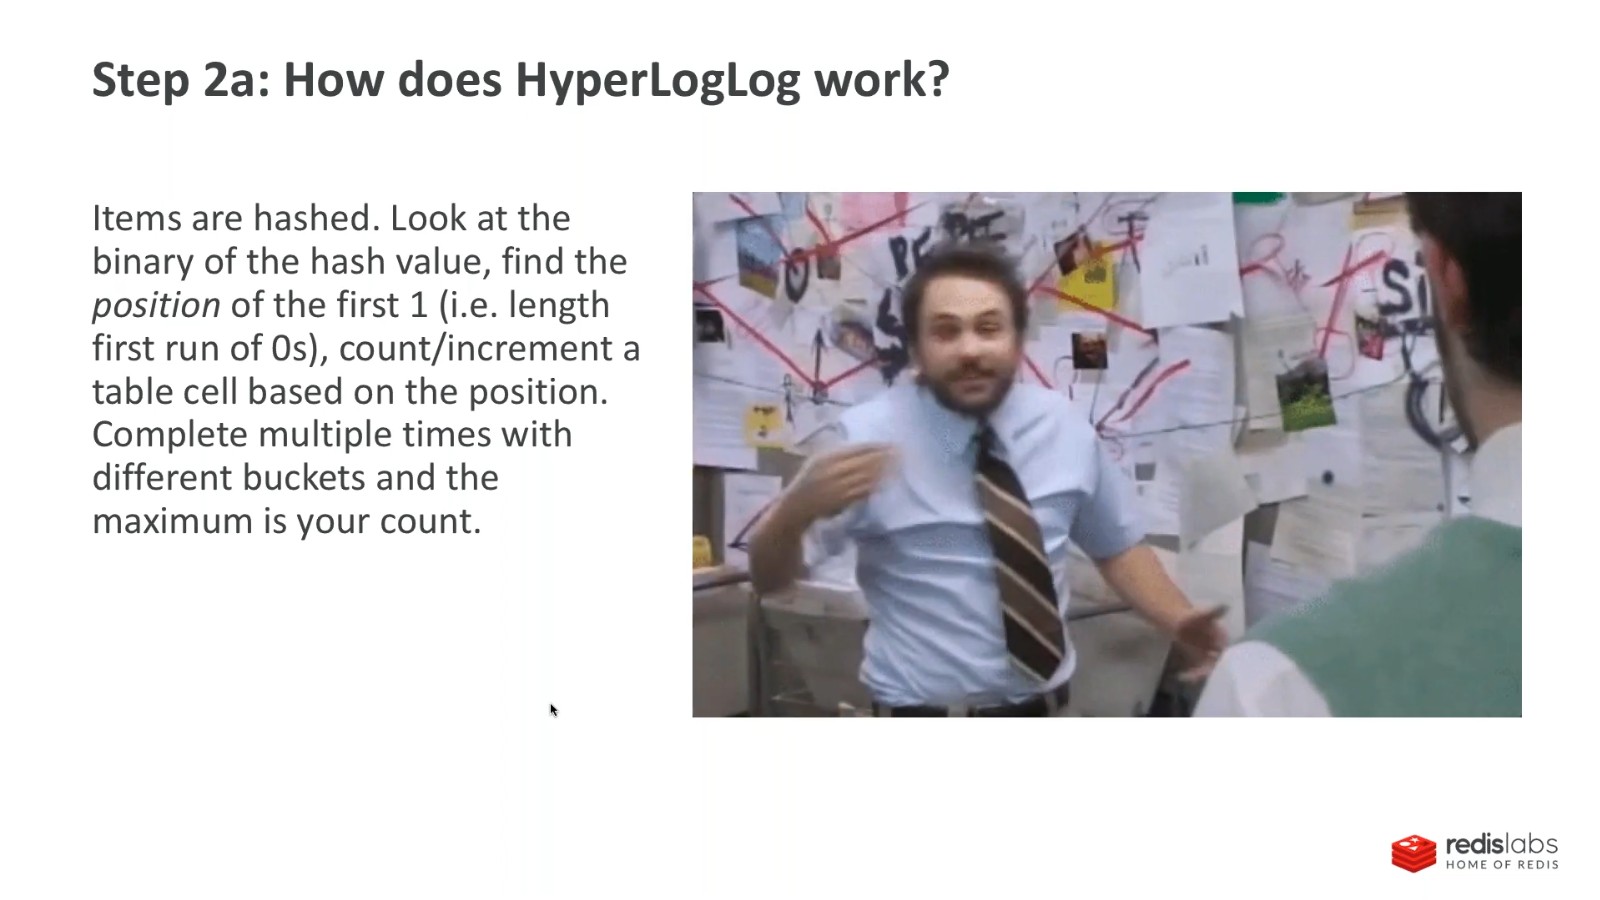 Step 2a: How does HyperLogLog work?
Items are hashed. Look at the
binary of the hash value, find the
position of the first 1 (i.e. length
first run of 0s), count/increment a
table cell based on the position.
Complete multiple times with
different buckets and the
maximum is your count.
redislabs
HOME OF REDIS